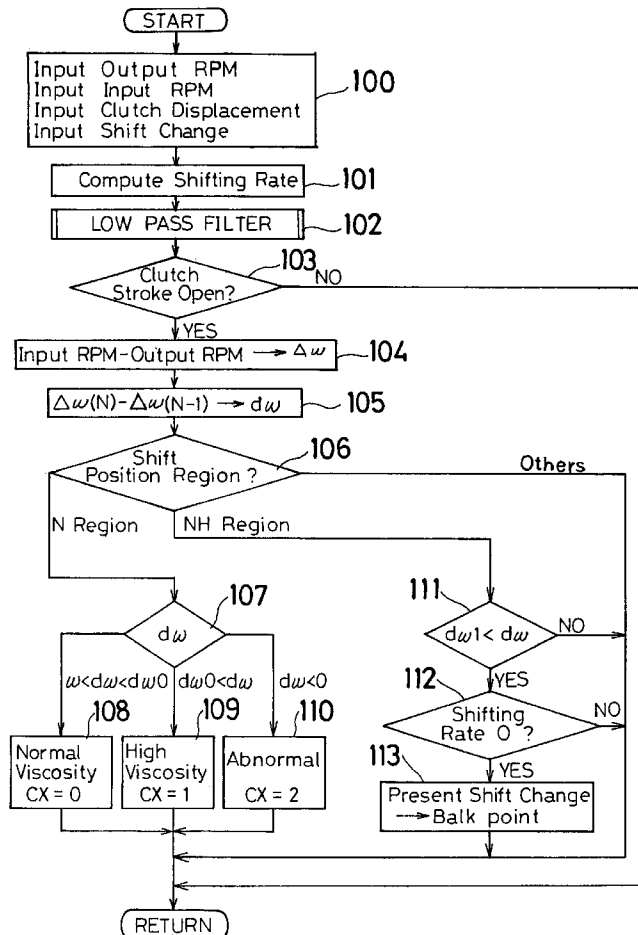 START
Input Output RPM
Input Input RPM
Input Clutch Displacement
Input Shift Change
100
Compute Shifting Rate
101
LOW PASS FILTER
102
103
Clutch
Stroke Open?
NO
YES
Input RPM-Output RPM → Δω
104
Δω(N)-Δω(N-1) → dω
105
106
Shift
Position Region?
Others
N Region
NH Region
107
dω
111
dω1<dω
NO
YES
ω<dω<dω0
dω0<dω
dω<0
108
109
110
112
Shifting
Rate 0 ?
NO
YES
Normal
Viscosity
CX=0
High
Viscosity
CX=1
Abnormal
CX=2
113
Present Shift Change
→Balk point
RETURN